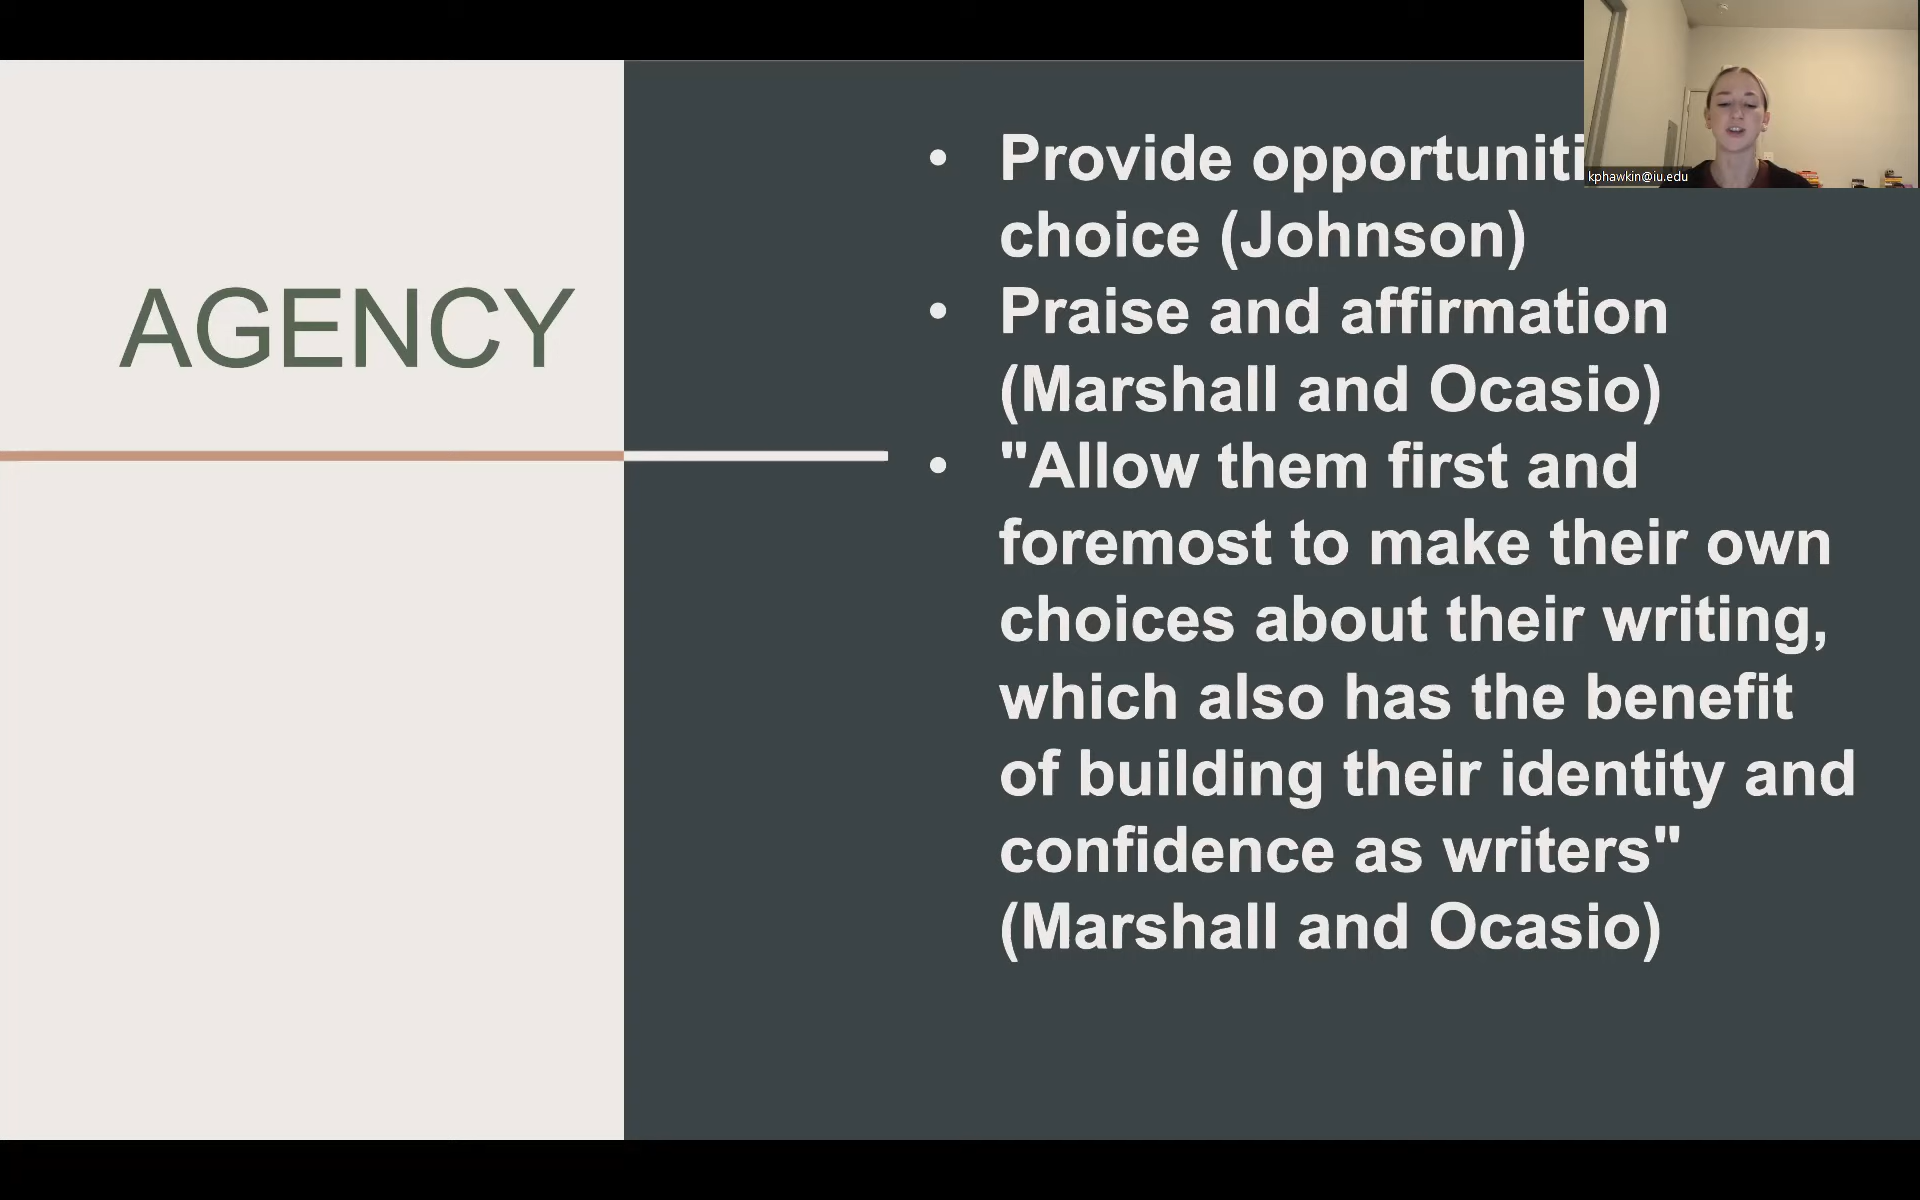 AGENCY
• Provide
choice (Johnson)
• Praise and affirmation
(Marshall and Ocasio)
• "Allow them first and
foremost to make their own
choices about their writing,
which also has the benefit
of building their identity and
confidence as writers"
(Marshall and Ocasio)
kphawkin@iu.edu